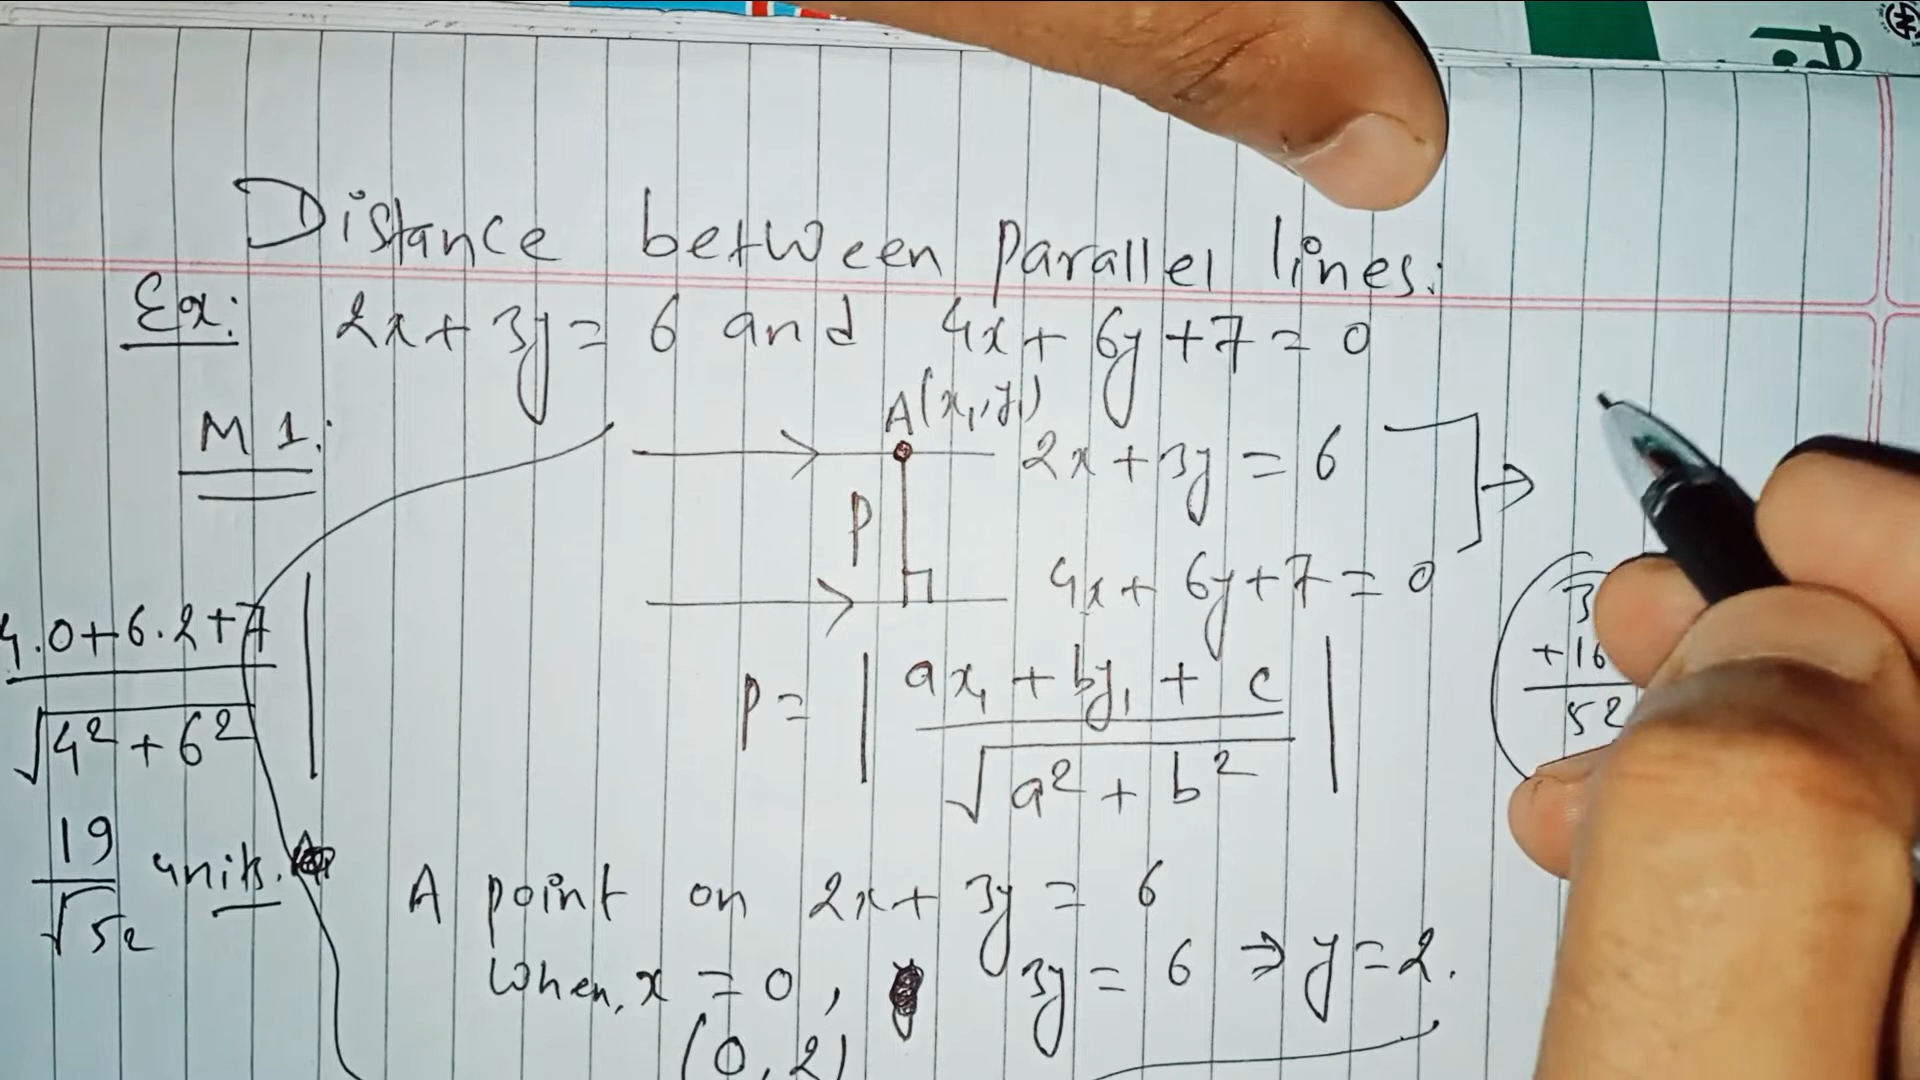 Distance between parallel lines:
Ex: 2x + 3y = 6 and 4x + 6y + 7 = 0
M 1:
A(x₁, y₁)
2x + 3y = 6
P
4x + 6y + 7 = 0
P = | (ax₁ + by₁ + c) / √(a² + b²) |
4.0 + 6.2 + 7
√(4² + 6²)
19
√52 units.
3
+16
52
A point on 2x + 3y = 6
When, x = 0, 3y = 6 ⇒ y = 2.
(0, 2)